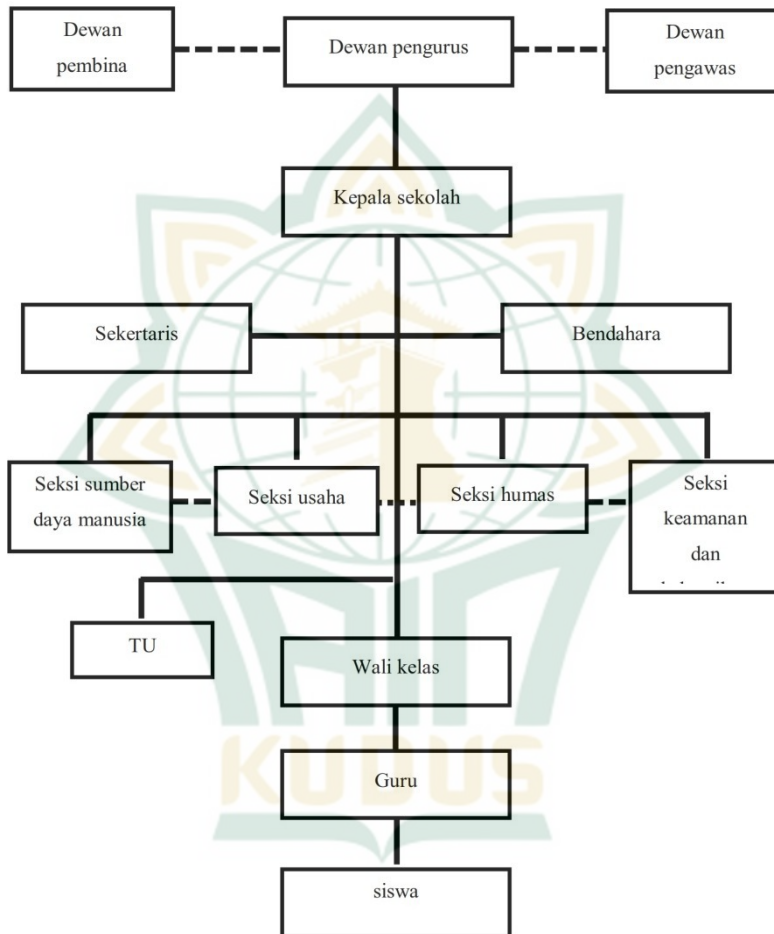 Dewan
pembina
Dewan pengurus
Dewan
pengawas
Kepala sekolah
Sekertaris
Bendahara
Seksi sumber
daya manusia
Seksi usaha
Seksi humas
Seksi
keamanan
dan
TU
Wali kelas
Guru
KUDUS
siswa